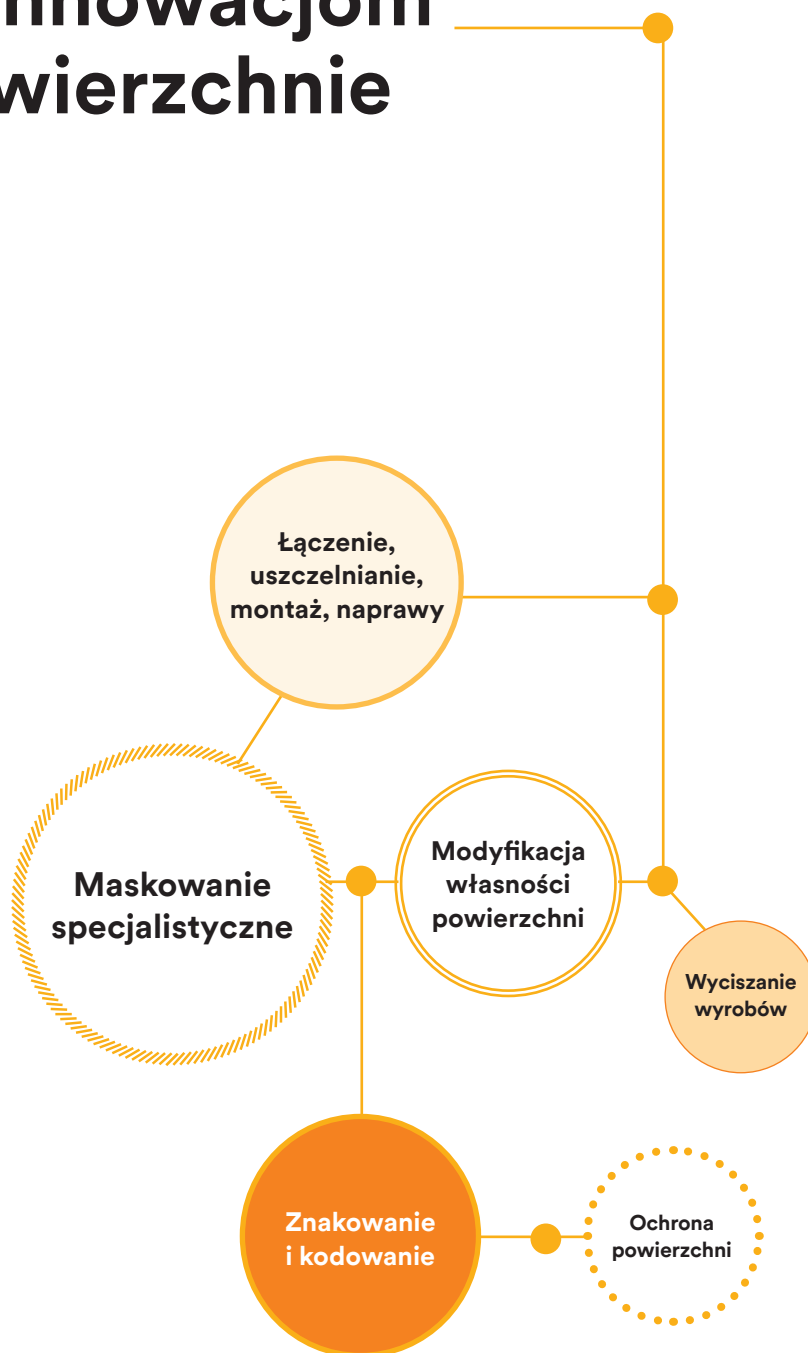 nnowacjom
wierzchnie
Łączenie,
uszczelnianie,
montaż, naprawy
Maskowanie
specjalistyczne
Modyfikacja
własności
powierzchni
Wyciszanie
wyrobów
Znakowanie
i kodowanie
Ochrona
powierzchni